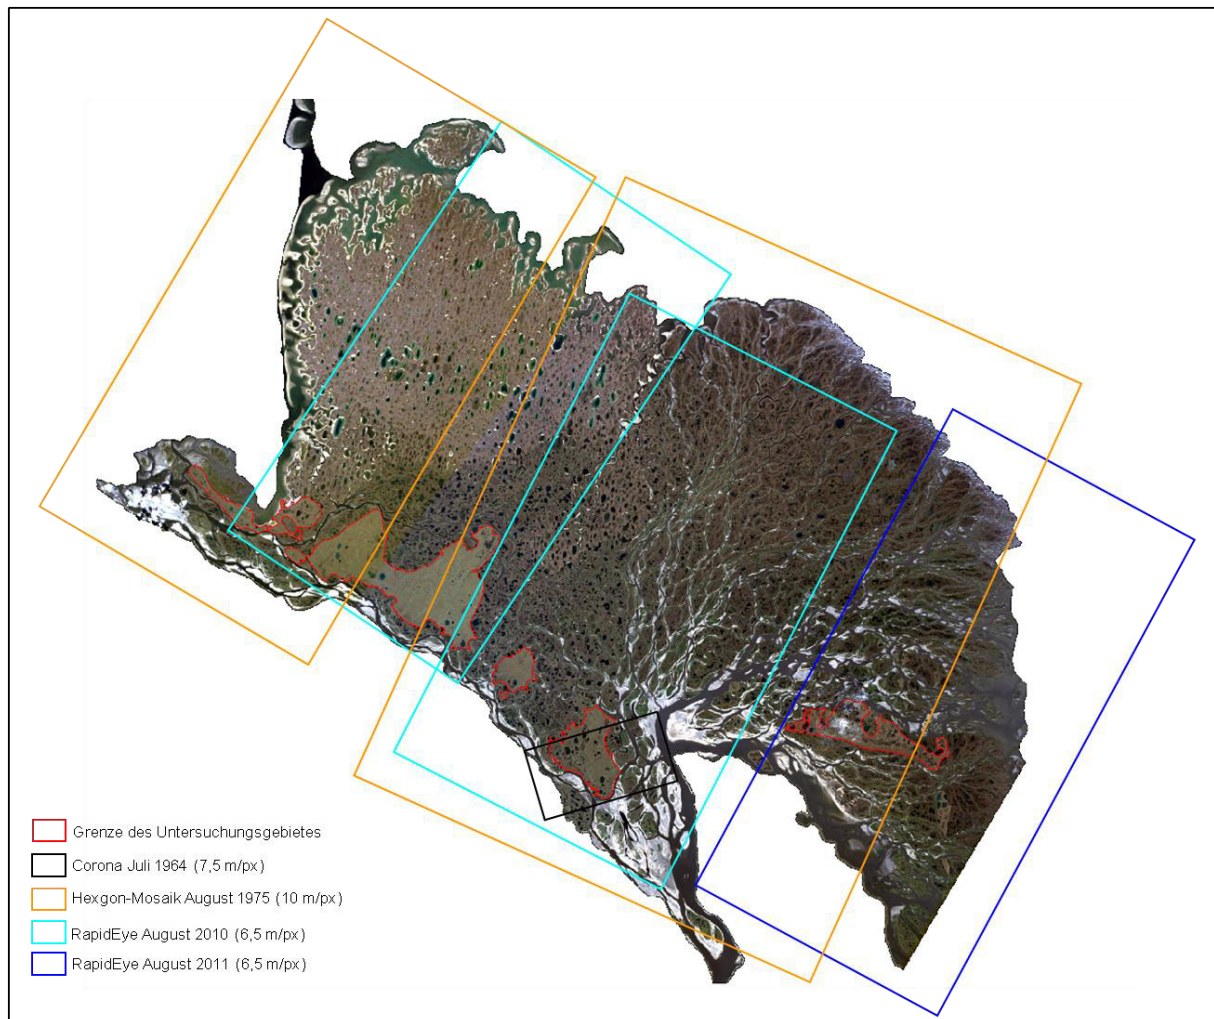 Grenze des Untersuchungsgebietes
Corona Juli 1964 (7,5 m/px)
Hexgon-Mosaik August 1975 (10 m/px)
RapidEye August 2010 (6,5 m/px)
RapidEye August 2011 (6,5 m/px)